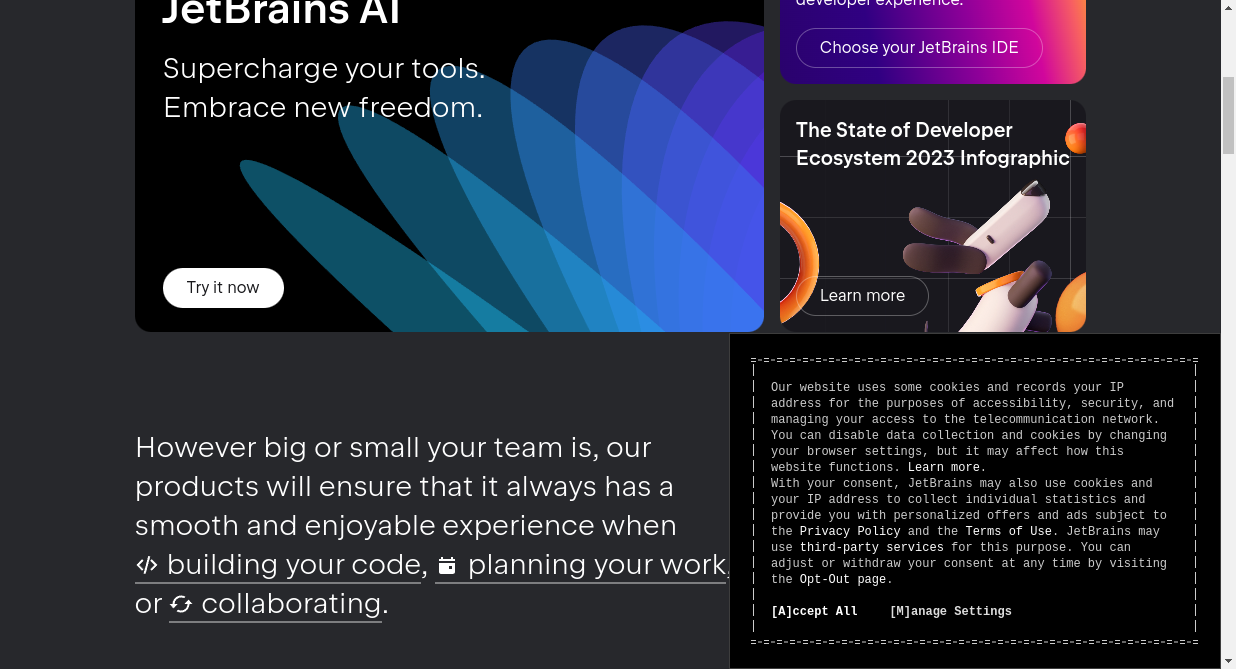 JetBrains AI
Supercharge your tools.
Embrace new freedom.
Try it now
developer experience.
Choose your JetBrains IDE
The State of Developer
Ecosystem 2023 Infographic
Learn more
However big or small your team is, our
products will ensure that it always has a
smooth and enjoyable experience when
building your code, planning your work,
or collaborating.
Our website uses some cookies and records your IP
address for the purposes of accessibility, security, and
managing your access to the telecommunication network.
You can disable data collection and cookies by changing
your browser settings, but it may affect how this
website functions. Learn more.
With your consent, JetBrains may also use cookies and
your IP address to collect individual statistics and
provide you with personalized offers and ads subject to
the Privacy Policy and the Terms of Use. JetBrains may
use third-party services for this purpose. You can
adjust or withdraw your consent at any time by visiting
the Opt-Out page.
[A]ccept All [M]anage Settings